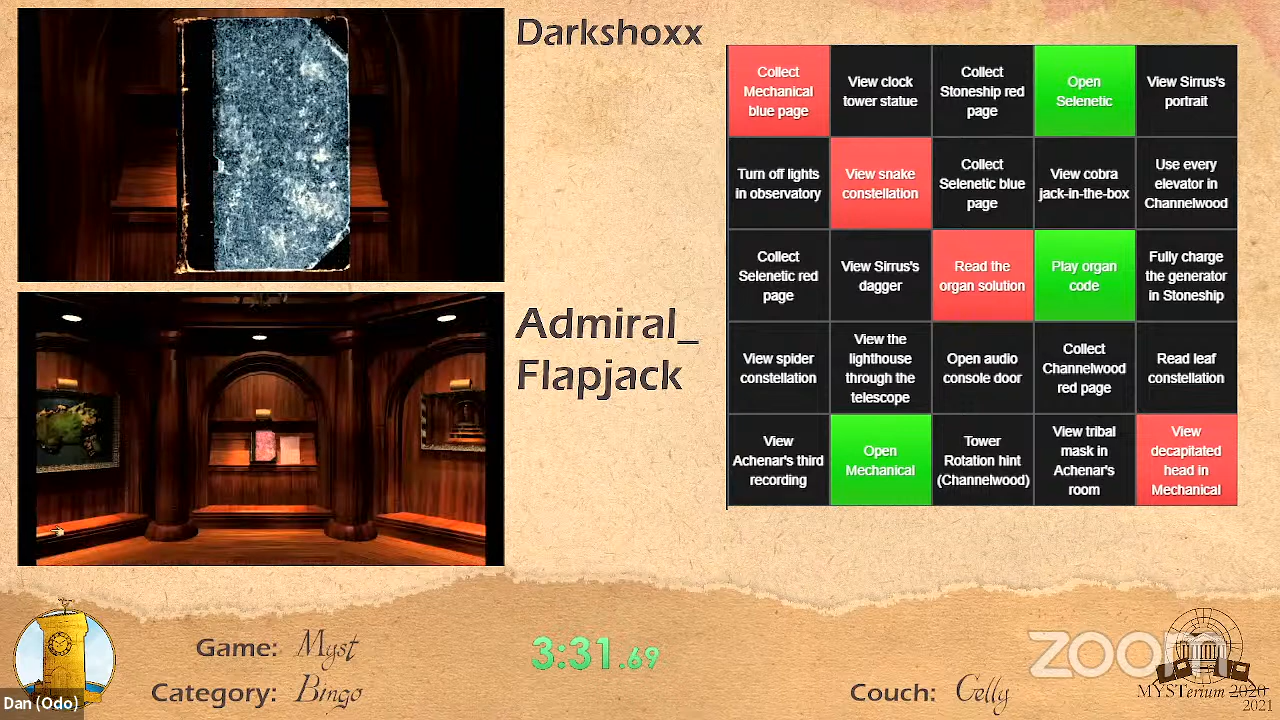 Darkshoxx
Admiral_
Flapjack
Collect
Mechanical
blue page
View clock
tower statue
Collect
Stoneship red
page
Open
Selenetic
View Sirrus's
portrait
Turn off lights
in observatory
View snake
constellation
Collect
Selenetic blue
page
View cobra
jack-in-the-box
Use every
elevator in
Channelwood
Collect
Selenetic red
page
View Sirrus's
dagger
Read the
organ solution
Play organ
code
Fully charge
the generator
in Stoneship
View spider
constellation
View the
lighthouse
through the
telescope
Open audio
console door
Collect
Channelwood
red page
Read leaf
constellation
View
Achenar's third
recording
Open
Mechanical
Tower
Rotation hint
(Channelwood)
View tribal
mask in
Achenar's
room
View
decapitated
head in
Mechanical
Game: Myst
Category: Bingo
3:31.69
Couch: Celly
zoom
MYSTerium 2020
2021
Dan (Odo)